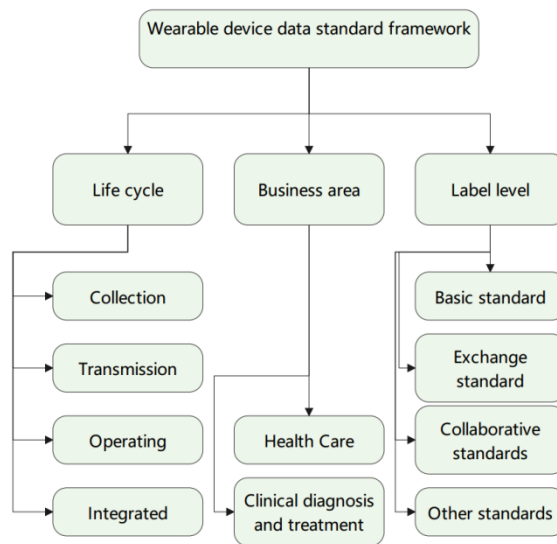 Wearable device data standard framework
Life cycle
Business area
Label level
Collection
Transmission
Operating
Integrated
Health Care
Clinical diagnosis
and treatment
Basic standard
Exchange
standard
Collaborative
standards
Other standards